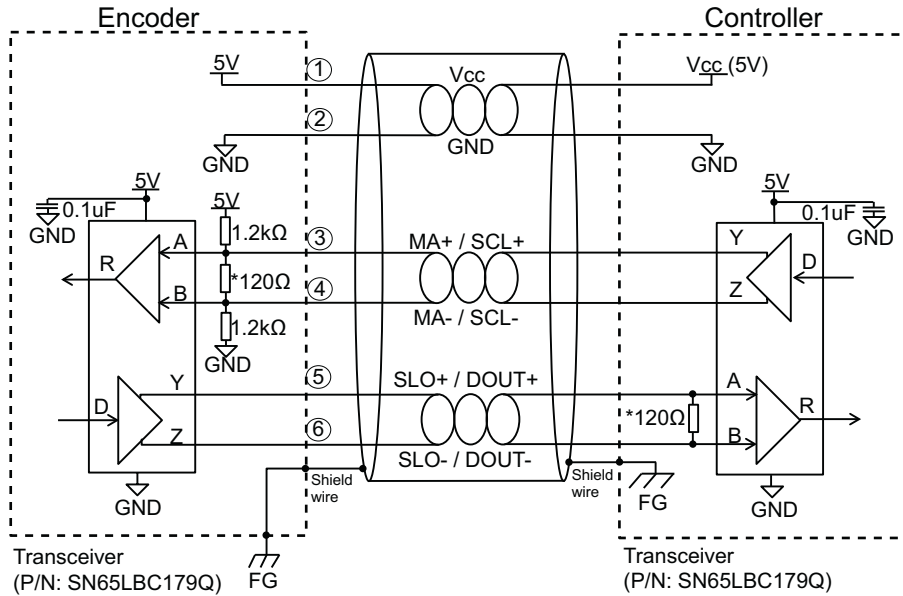 Encoder
Controller
5V
①
Vcc
Vcc (5V)
②
GND
GND
GND
5V
0.1uF
GND
5V
1.2kΩ
③
MA+ / SCL+
5V
0.1uF
GND
A
R
*120Ω
Y
D
B
④
MA- / SCL-
Z
1.2kΩ
GND
⑤
SLO+ / DOUT+
Y
A
D
*120Ω
R
Z
⑥
SLO- / DOUT-
B
GND
Shield
wire
Shield
wire
FG
GND
FG
Transceiver
(P/N: SN65LBC179Q)
Transceiver
(P/N: SN65LBC179Q)